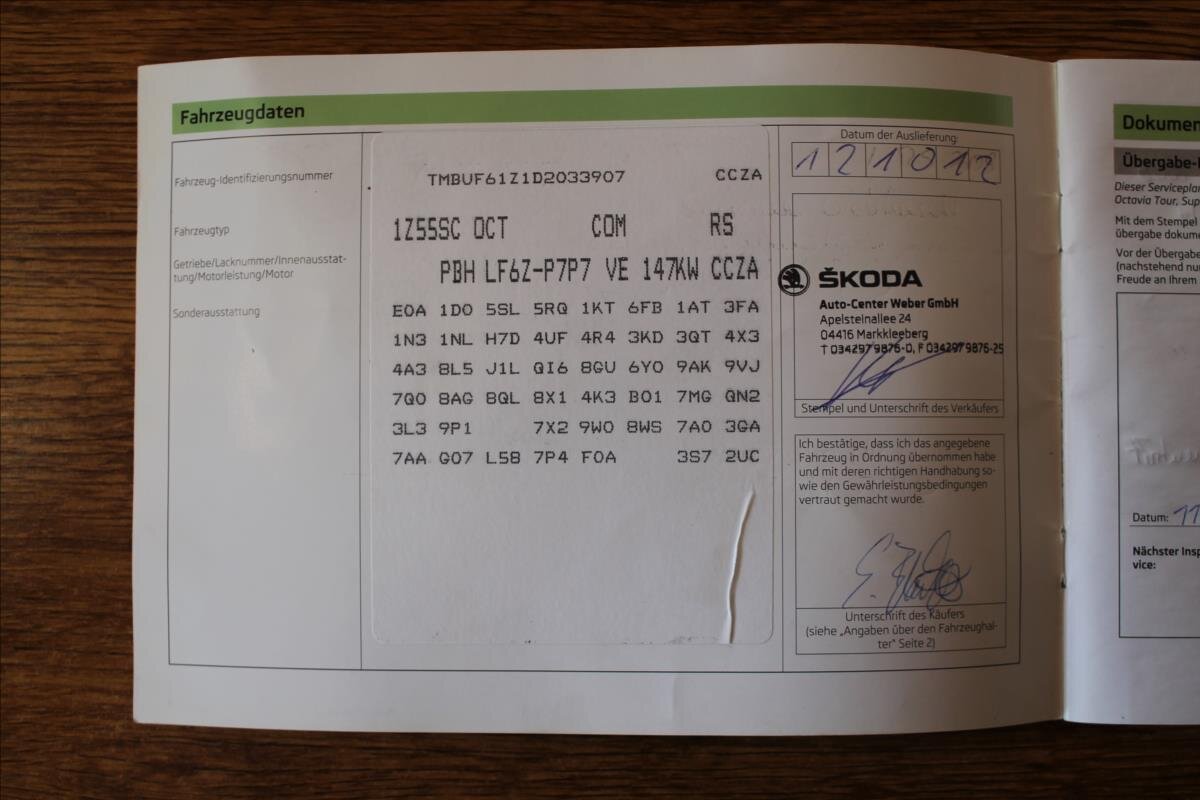 Fahrzeugdaten
Fahrzeug-Identifizierungsnummer
Fahrzeugtyp
Getriebe/Lacknummer/Innenausstat-
tung/Motorleistung/Motor
Sonderausstattung
TMBUF61Z1D2033907 CCZA
1Z55SC OCT COM RS
PBH LF6Z-P7P7 VE 147KW CCZA
E0A 1D0 5SL 5RQ 1KT 6FB 1AT 3FA
1N3 1NL H7D 4UF 4R4 3KD 3QT 4X3
4A3 8L5 J1L QI6 8GU 6Y0 9AK 9VJ
7Q0 8AG 8QL 8X1 4K3 B01 7MG QN2
3L3 9P1 7X2 9W0 8WS 7A0 3GA
7AA G07 L58 7P4 F0A 3S7 2UC
Datum der Auslieferung:
121012
ŠKODA
Auto-Center Weber GmbH
Apelsteinallee 24
04416 Markkleeberg
T 034297 9876-0, F 034297 9876-25
Stempel und Unterschrift des Verkäufers
Ich bestätige, dass ich das angegebene
Fahrzeug in Ordnung übernommen habe
und mit deren richtigen Handhabung so-
wie den Gewährleistungsbedingungen
vertraut gemacht wurde.
Unterschrift des Käufers
(siehe „Angaben über den Fahrzeughal-
ter“ Seite 2)
Dokumen
Übergabe-
Dieser Serviceplan
Octavia Tour, Sup
Mit dem Stempel
übergabe dokume
Vor der Übergabe
(nachstehend nu
Freude an Ihrem
Datum: 11
Nächster Insp
vice: